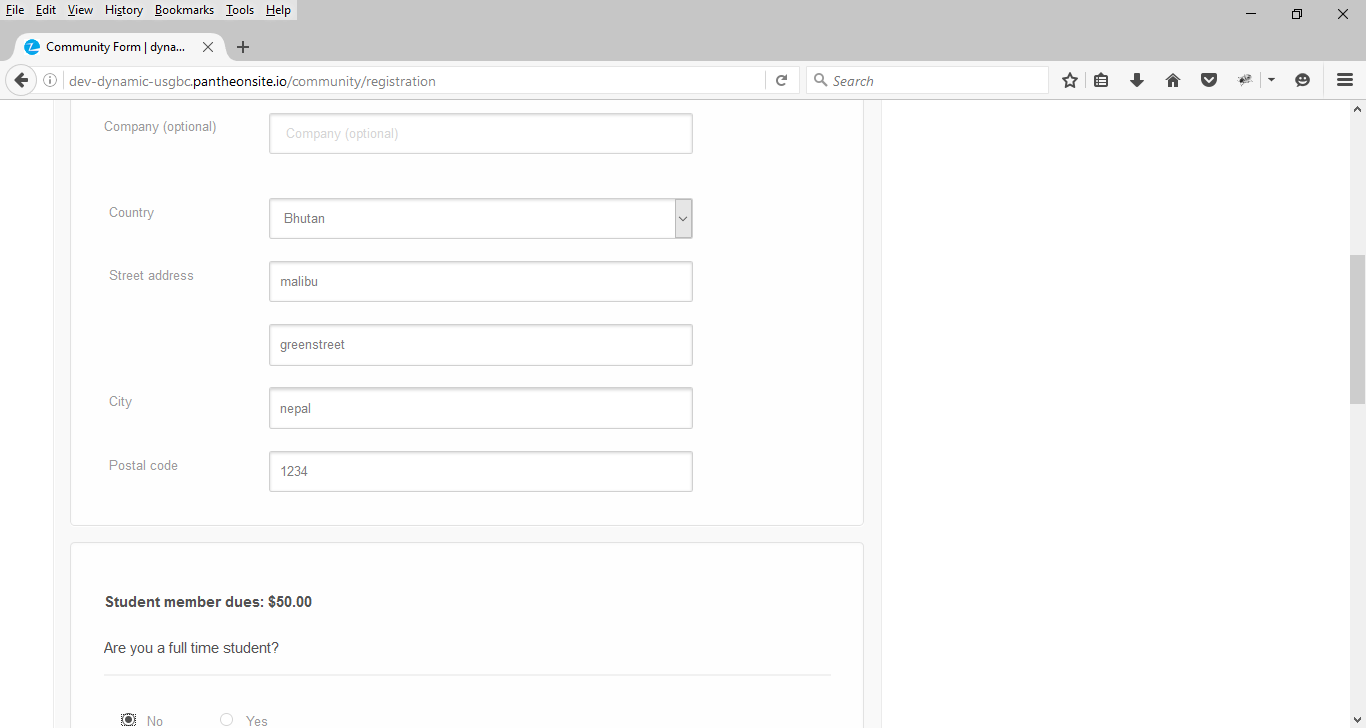 File Edit View History Bookmarks Tools Help
Community Form | dyna...
dev-dynamic-usgbc.pantheonsite.io/community/registration
Search
Company (optional)
Company (optional)
Country
Bhutan
Street address
malibu
greenstreet
City
nepal
Postal code
1234
Student member dues: $50.00
Are you a full time student?
No Yes